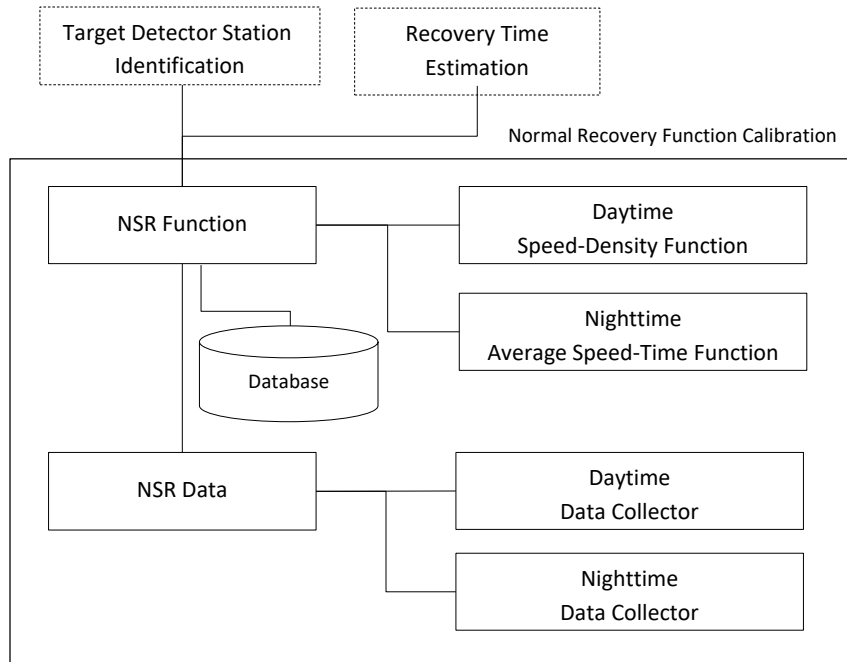 Target Detector Station
Identification
Recovery Time
Estimation
Normal Recovery Function Calibration
NSR Function
Daytime
Speed-Density Function
Nighttime
Average Speed-Time Function
Database
NSR Data
Daytime
Data Collector
Nighttime
Data Collector